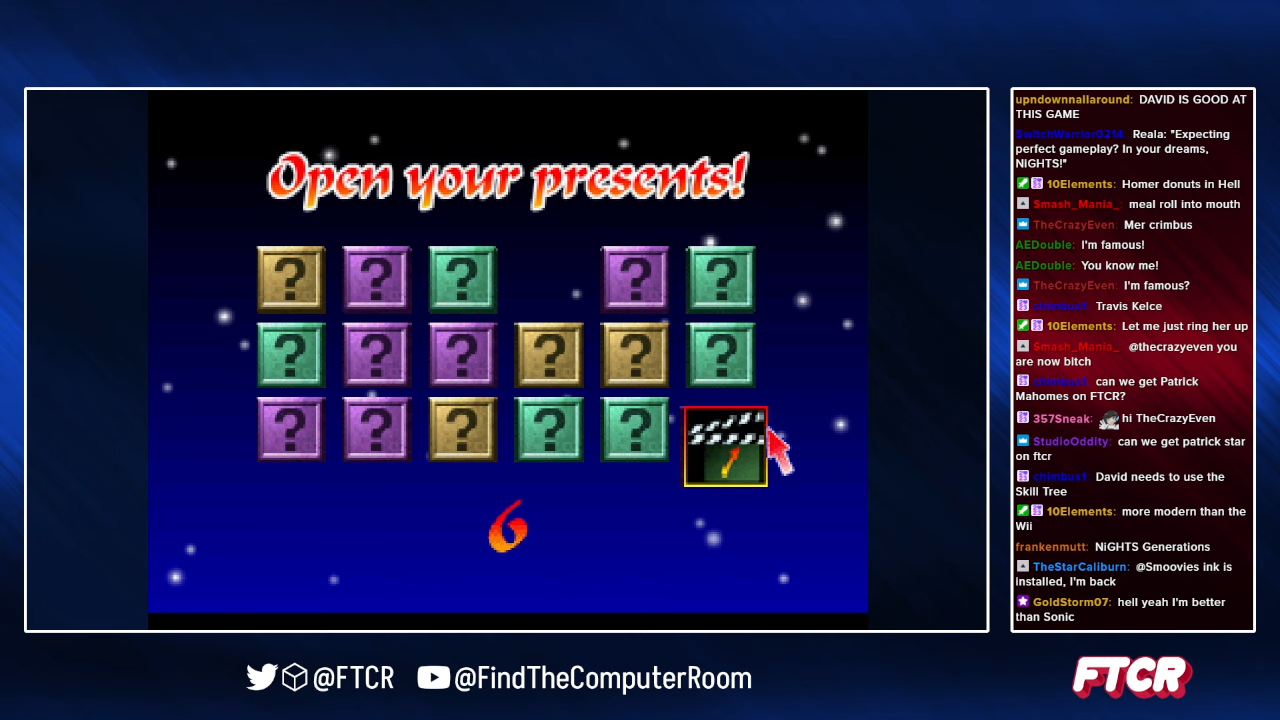 Open your presents!
? ? ? ? ?
? ? ? ? ? ?
? ? ? ? ?
6
upndownnallaround: DAVID IS GOOD AT
THIS GAME
SwitchWarrior0214 Reala: "Expecting
perfect gameplay? In your dreams,
NIGHTS!"
10Elements: Homer donuts in Hell
Smash_Mania_: meal roll into mouth
TheCrazyEven: Mer crimbus
AEDouble: I'm famous!
AEDouble: You know me!
TheCrazyEven: I'm famous?
chimbus1 Travis Kelce
10Elements: Let me just ring her up
Smash_Mania_ @thecrazyeven you
are now bitch
chimbus1 can we get Patrick
Mahomes on FTCR?
357Sneak: hi TheCrazyEven
StudioOddity: can we get patrick star
on ftcr
chimbus1 David needs to use the
Skill Tree
10Elements: more modern than the
Wii
frankenmutt: NiGHTS Generations
TheStarCaliburn: @Smoovies ink is
installed, I'm back
GoldStorm07: hell yeah I'm better
than Sonic
@FTCR @FindTheComputerRoom
FTCR